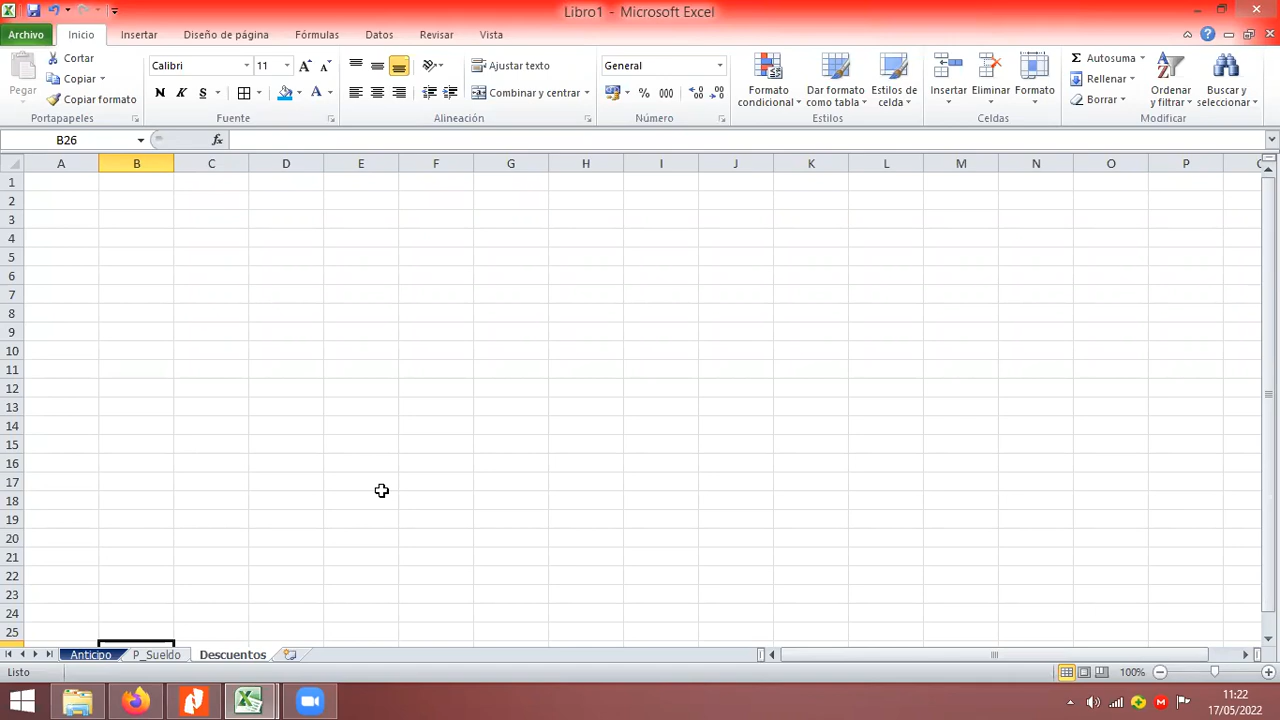 Libro1 - Microsoft Excel
Archivo Inicio Insertar Diseño de página Fórmulas Datos Revisar Vista
Pegar
Cortar
Copiar
Copiar formato
Portapapeles
Calibri 11
N K S A
Fuente
Ajustar texto
Combinar y centrar
Alineación
General
% 000
Número
Formato condicional
Dar formato como tabla
Estilos de celda
Estilos
Insertar Eliminar Formato
Celdas
Σ Autosuma
Rellenar
Borrar
Ordenar y filtrar
Buscar y seleccionar
Modificar
B26 fx
A B C D E F G H I J K L M N O P
1
2
3
4
5
6
7
8
9
10
11
12
13
14
15
16
17
18
19
20
21
22
23
24
25
Anticipo P_Sueldo Descuentos
Listo 100%
11:22
17/05/2022